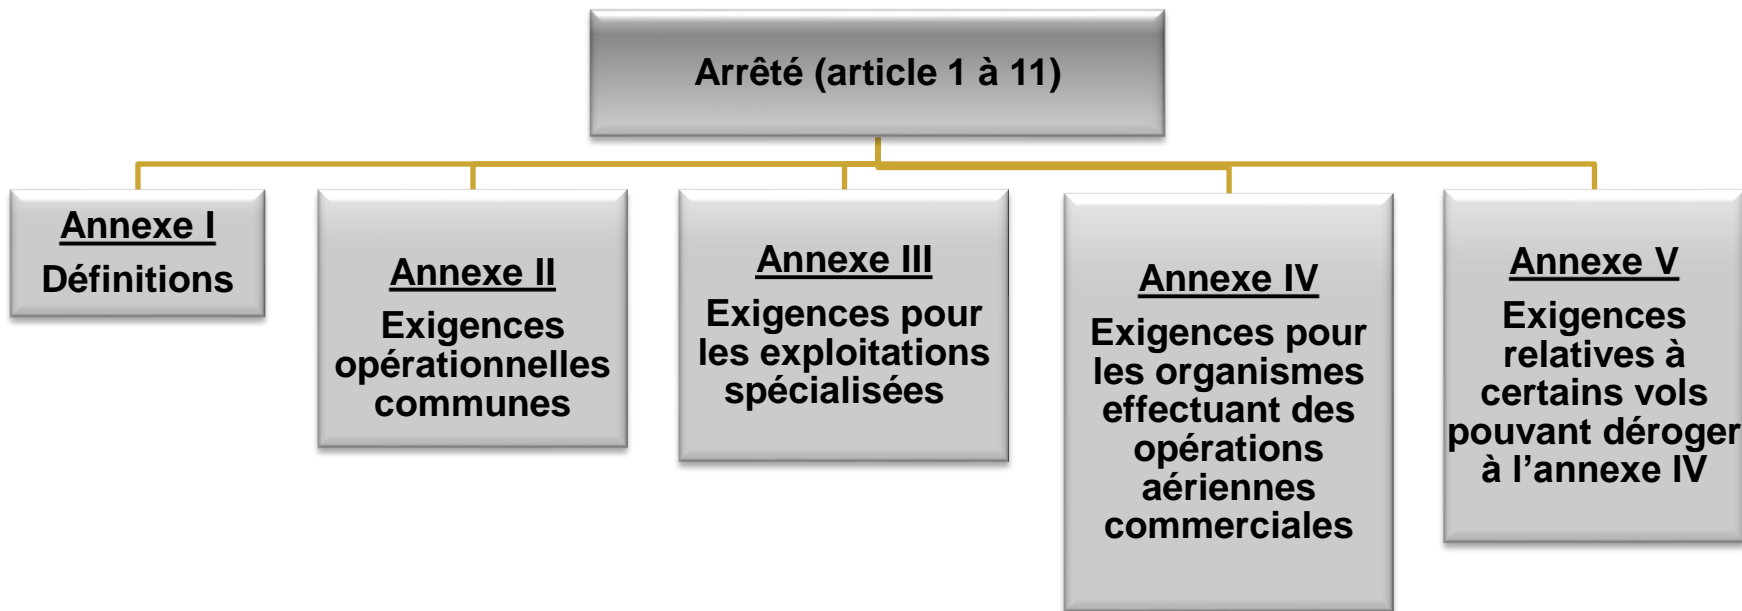 Arrêté (article 1 à 11)
Annexe I
Définitions
Annexe II
Exigences
opérationnelles
communes
Annexe III
Exigences pour
les exploitations
spécialisées
Annexe IV
Exigences pour
les organismes
effectuant des
opérations
aériennes
commerciales
Annexe V
Exigences
relatives à
certains vols
pouvant déroger
à l’annexe IV